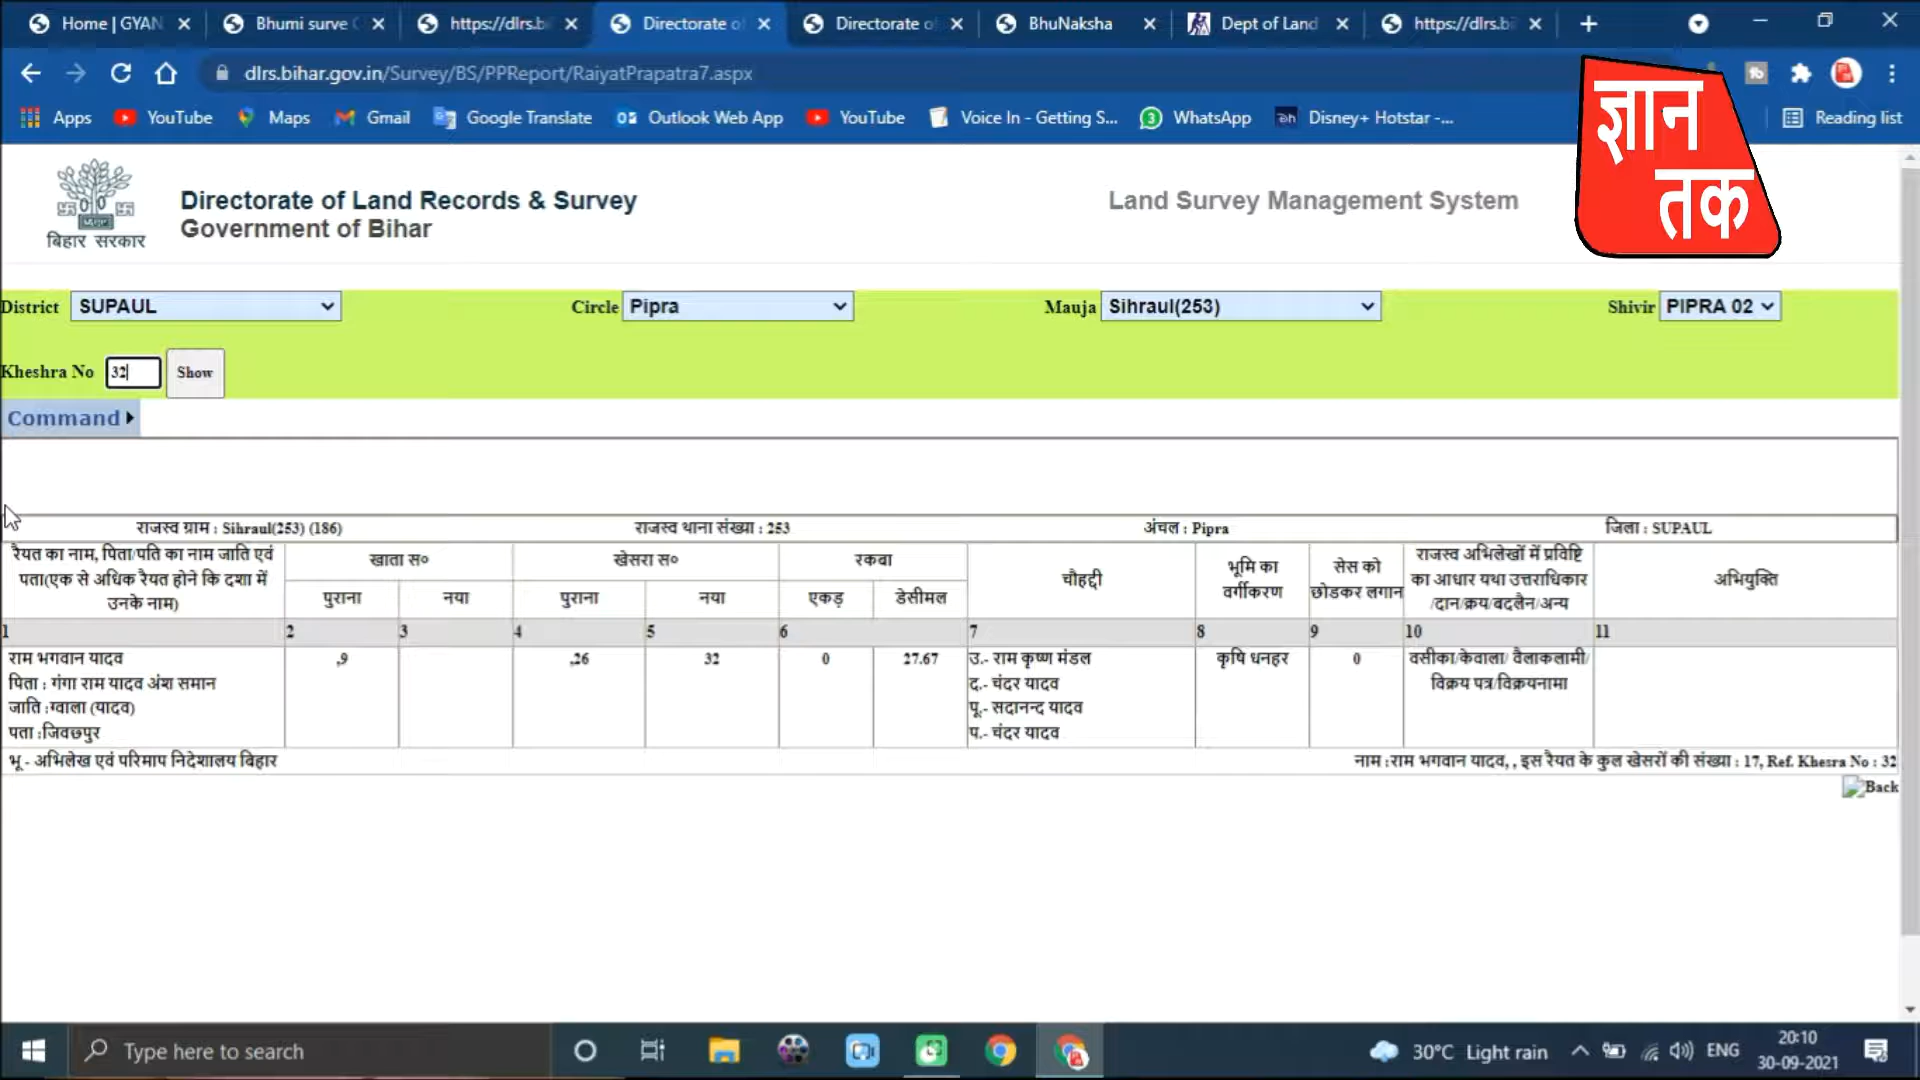 Home | GYAN
Bhumi surve
https://dlrs.bi
Directorate o
Directorate o
BhuNaksha
Dept of Land
https://dlrs.bi
dlrs.bihar.gov.in/Survey/BS/PPReport/RaiyatPrapatra7.aspx
Apps YouTube Maps Gmail Google Translate Outlook Web App YouTube Voice In - Getting S... WhatsApp Disney+ Hotstar -... Reading list
ज्ञान
तक
बिहार सरकार
Directorate of Land Records & Survey
Government of Bihar
Land Survey Management System
District SUPAUL Circle Pipra Mauja Sihraul(253) Shivir PIPRA 02
Kheshra No 32 Show
Command
राजस्व ग्राम : Sihraul(253) (186) राजस्व थाना संख्या : 253 अंचल : Pipra जिला : SUPAUL
रैयत का नाम, पिता/पति का नाम जाति एवं
पता(एक से अधिक रैयत होने कि दशा में
उनके नाम)
खाता स०
पुराना नया
खेसरा स०
पुराना नया
रकबा
एकड़ डेसीमल
चौहद्दी
भूमि का
वर्गीकरण
सेस को
छोडकर लगान
राजस्व अभिलेखों में प्रविष्टि
का आधार यथा उत्तराधिकार
/दान/क्रय/बदलैन/अन्य
अभियुक्ति
1 2 3 4 5 6 7 8 9 10 11
राम भगवान यादव
पिता : गंगा राम यादव अंश समान
जाति :ग्वाला (यादव)
पता :जिवछपुर
,9
,26
32
0
27.67
उ.- राम कृष्ण मंडल
द.- चंदर यादव
पू.- सदानन्द यादव
प.- चंदर यादव
कृषि धनहर
0
वसीका/केवाला/ वैलाकलामी/
विक्रय पत्र/विक्रयनामा
भू - अभिलेख एवं परिमाप निदेशालय बिहार
नाम :राम भगवान यादव, , इस रैयत के कुल खेसरों की संख्या : 17, Ref. Khesra No : 32
Back
Type here to search
30°C Light rain
ENG
20:10
30-09-2021